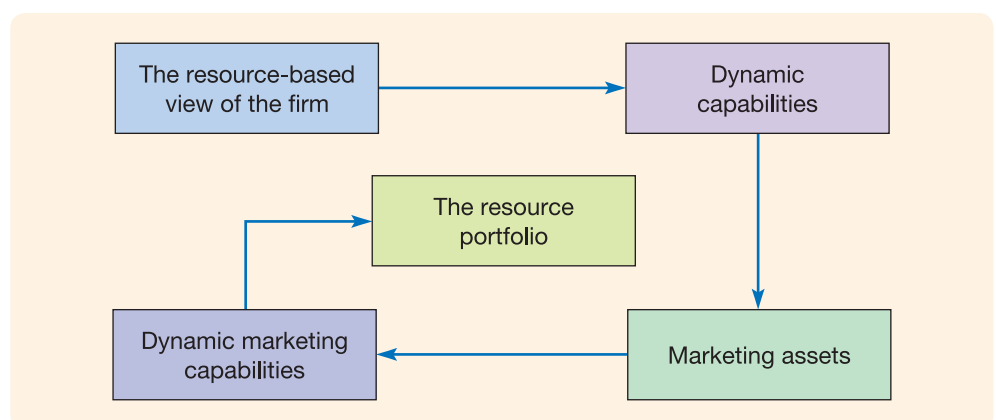 The resource-based
view of the firm
Dynamic
capabilities
The resource
portfolio
Dynamic marketing
capabilities
Marketing assets